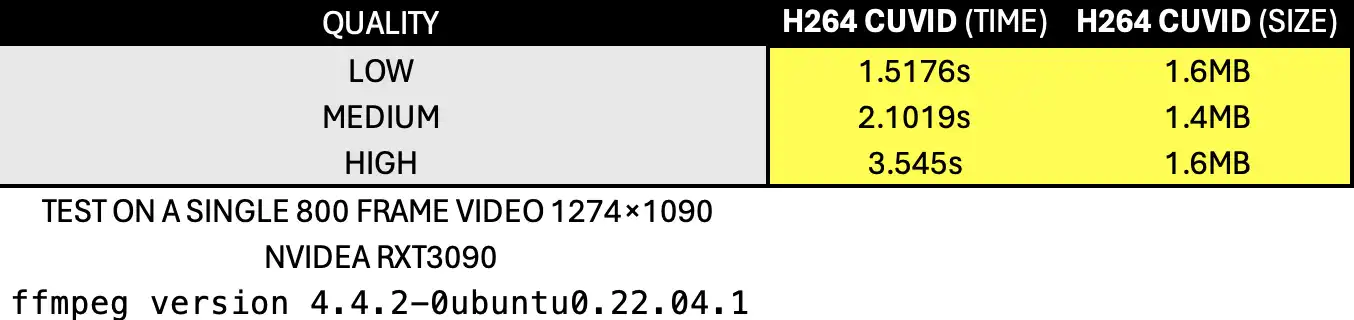 QUALITY H264 CUVID (TIME) H264 CUVID (SIZE)
LOW 1.5176s 1.6MB
MEDIUM 2.1019s 1.4MB
HIGH 3.545s 1.6MB
TEST ON A SINGLE 800 FRAME VIDEO 1274×1090
NVIDEA RXT3090
ffmpeg version 4.4.2-0ubuntu0.22.04.1